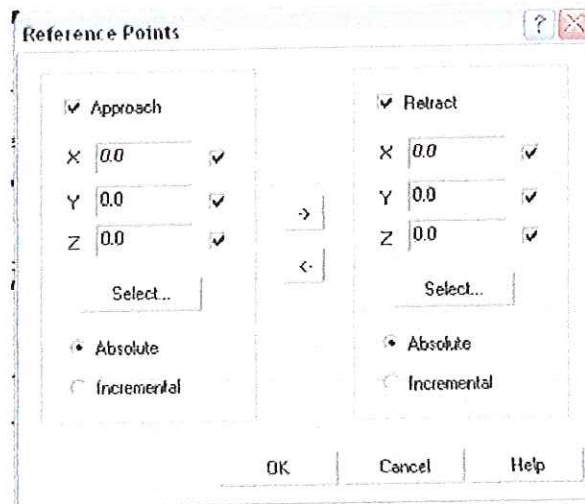 Reference Points
Approach
X 0.0
Y 0.0
Z 0.0
Select...
Absolute
Incremental
->
<-
Retract
X 0.0
Y 0.0
Z 0.0
Select...
Absolute
Incremental
OK Cancel Help